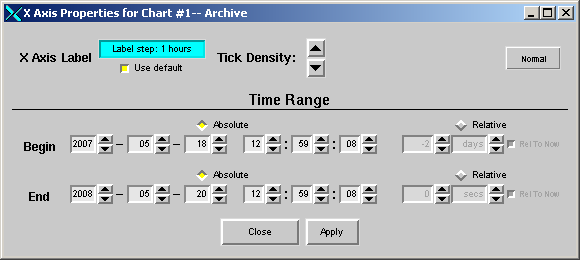 X Axis Properties for Chart #1-- Archive
X Axis Label
Label step: 1 hours
Use default
Tick Density:
Normal
Time Range
Absolute Relative
Begin 2007 – 05 – 18 12 : 59 : 08 -2 days Rel To Now
Absolute Relative
End 2008 – 05 – 20 12 : 59 : 08 0 secs Rel To Now
Close Apply